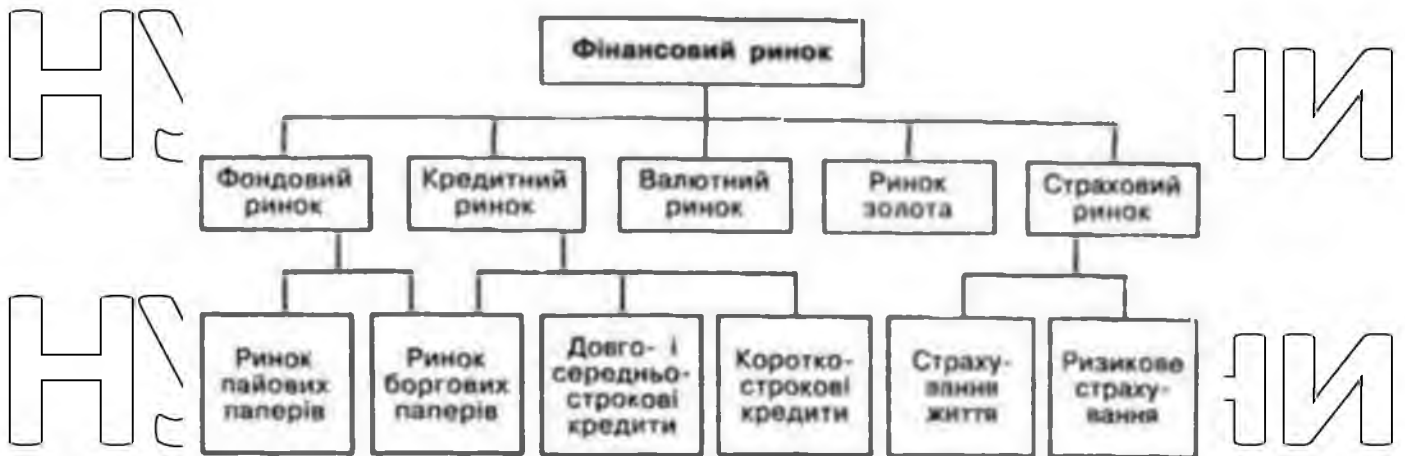 Фінансовий ринок
Фондовий
ринок
Кредитний
ринок
Валютний
ринок
Ринок
золота
Страховий
ринок
Ринок
пайових
паперів
Ринок
боргових
паперів
Довго- і
середньо-
строкові
кредити
Коротко-
строкові
кредити
Страху-
вання
життя
Ризикове
страху-
вання